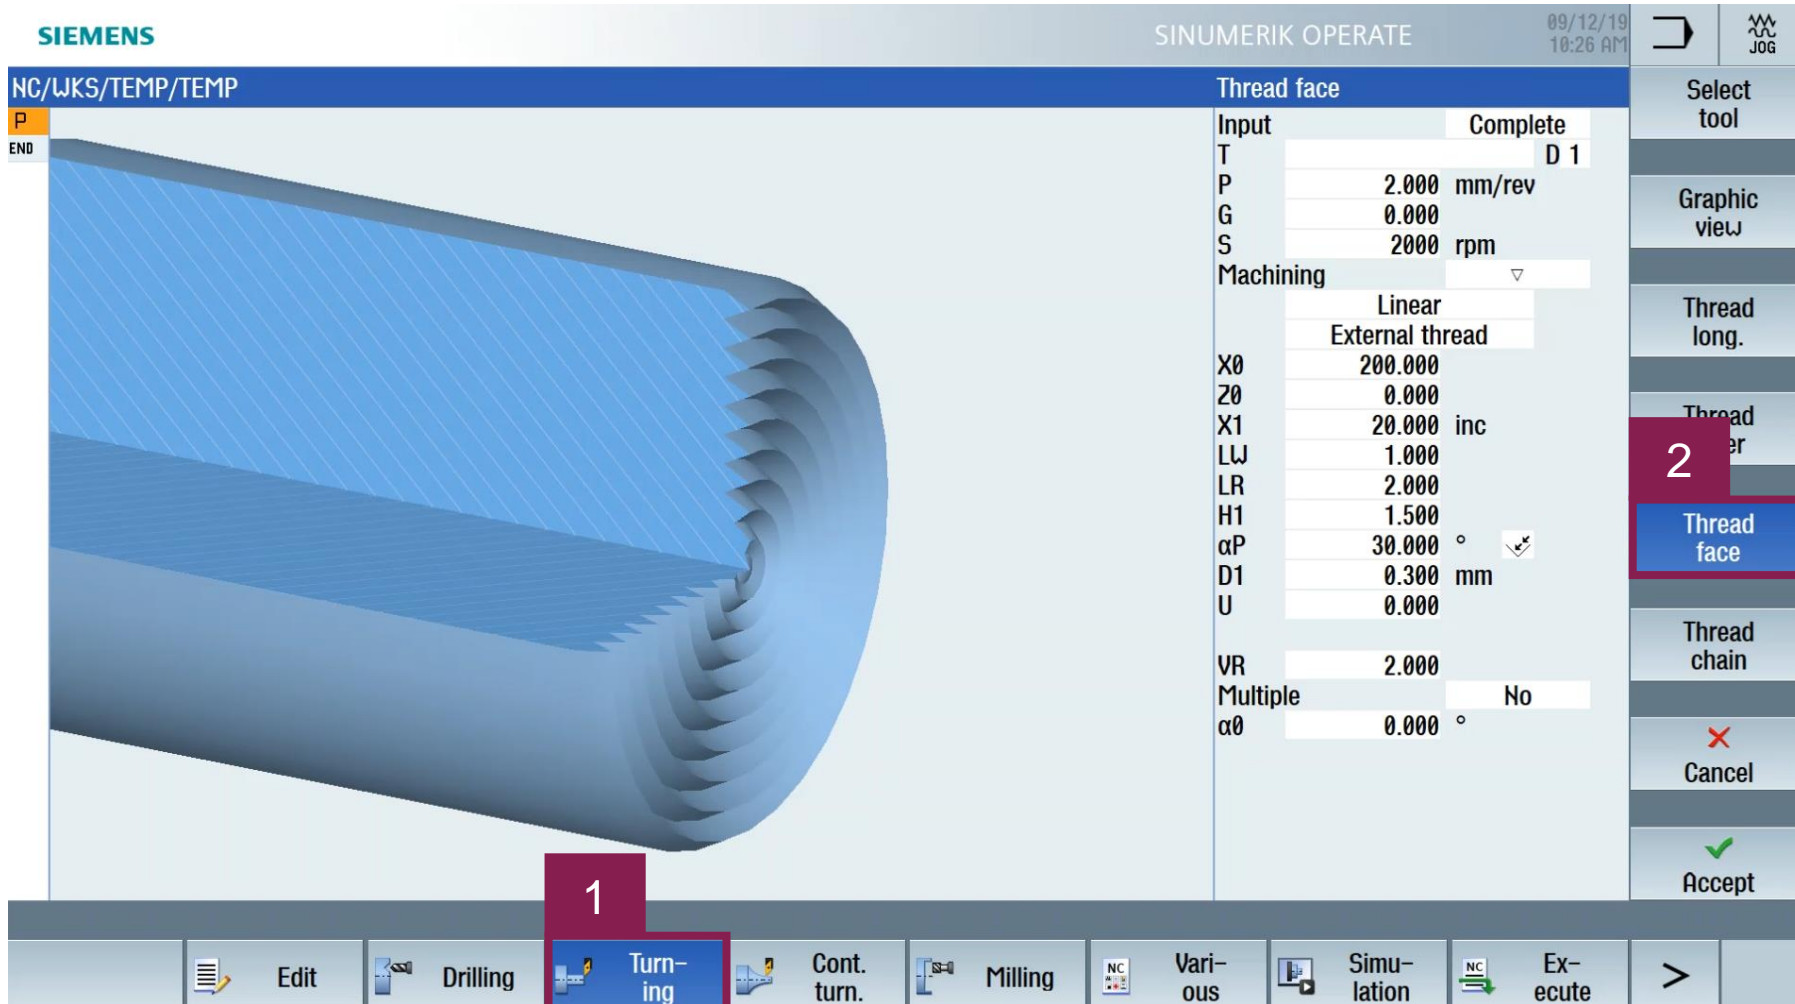 SIEMENS
SINUMERIK OPERATE
09/12/19
10:26 AM
JOG
NC/WKS/TEMP/TEMP
Thread face
P
END
Input Complete
T D 1
P 2.000 mm/rev
G 0.000
S 2000 rpm
Machining ▽
Linear
External thread
X0 200.000
Z0 0.000
X1 20.000 inc
LW 1.000
LR 2.000
H1 1.500
αP 30.000 °
D1 0.300 mm
U 0.000
VR 2.000
Multiple No
α0 0.000 °
Select
tool
Graphic
view
Thread
long.
2
Thread
face
Thread
chain
Cancel
Accept
1
Edit
Drilling
Turn-
ing
Cont.
turn.
Milling
NC
Vari-
ous
Simu-
lation
NC
Ex-
ecute
>